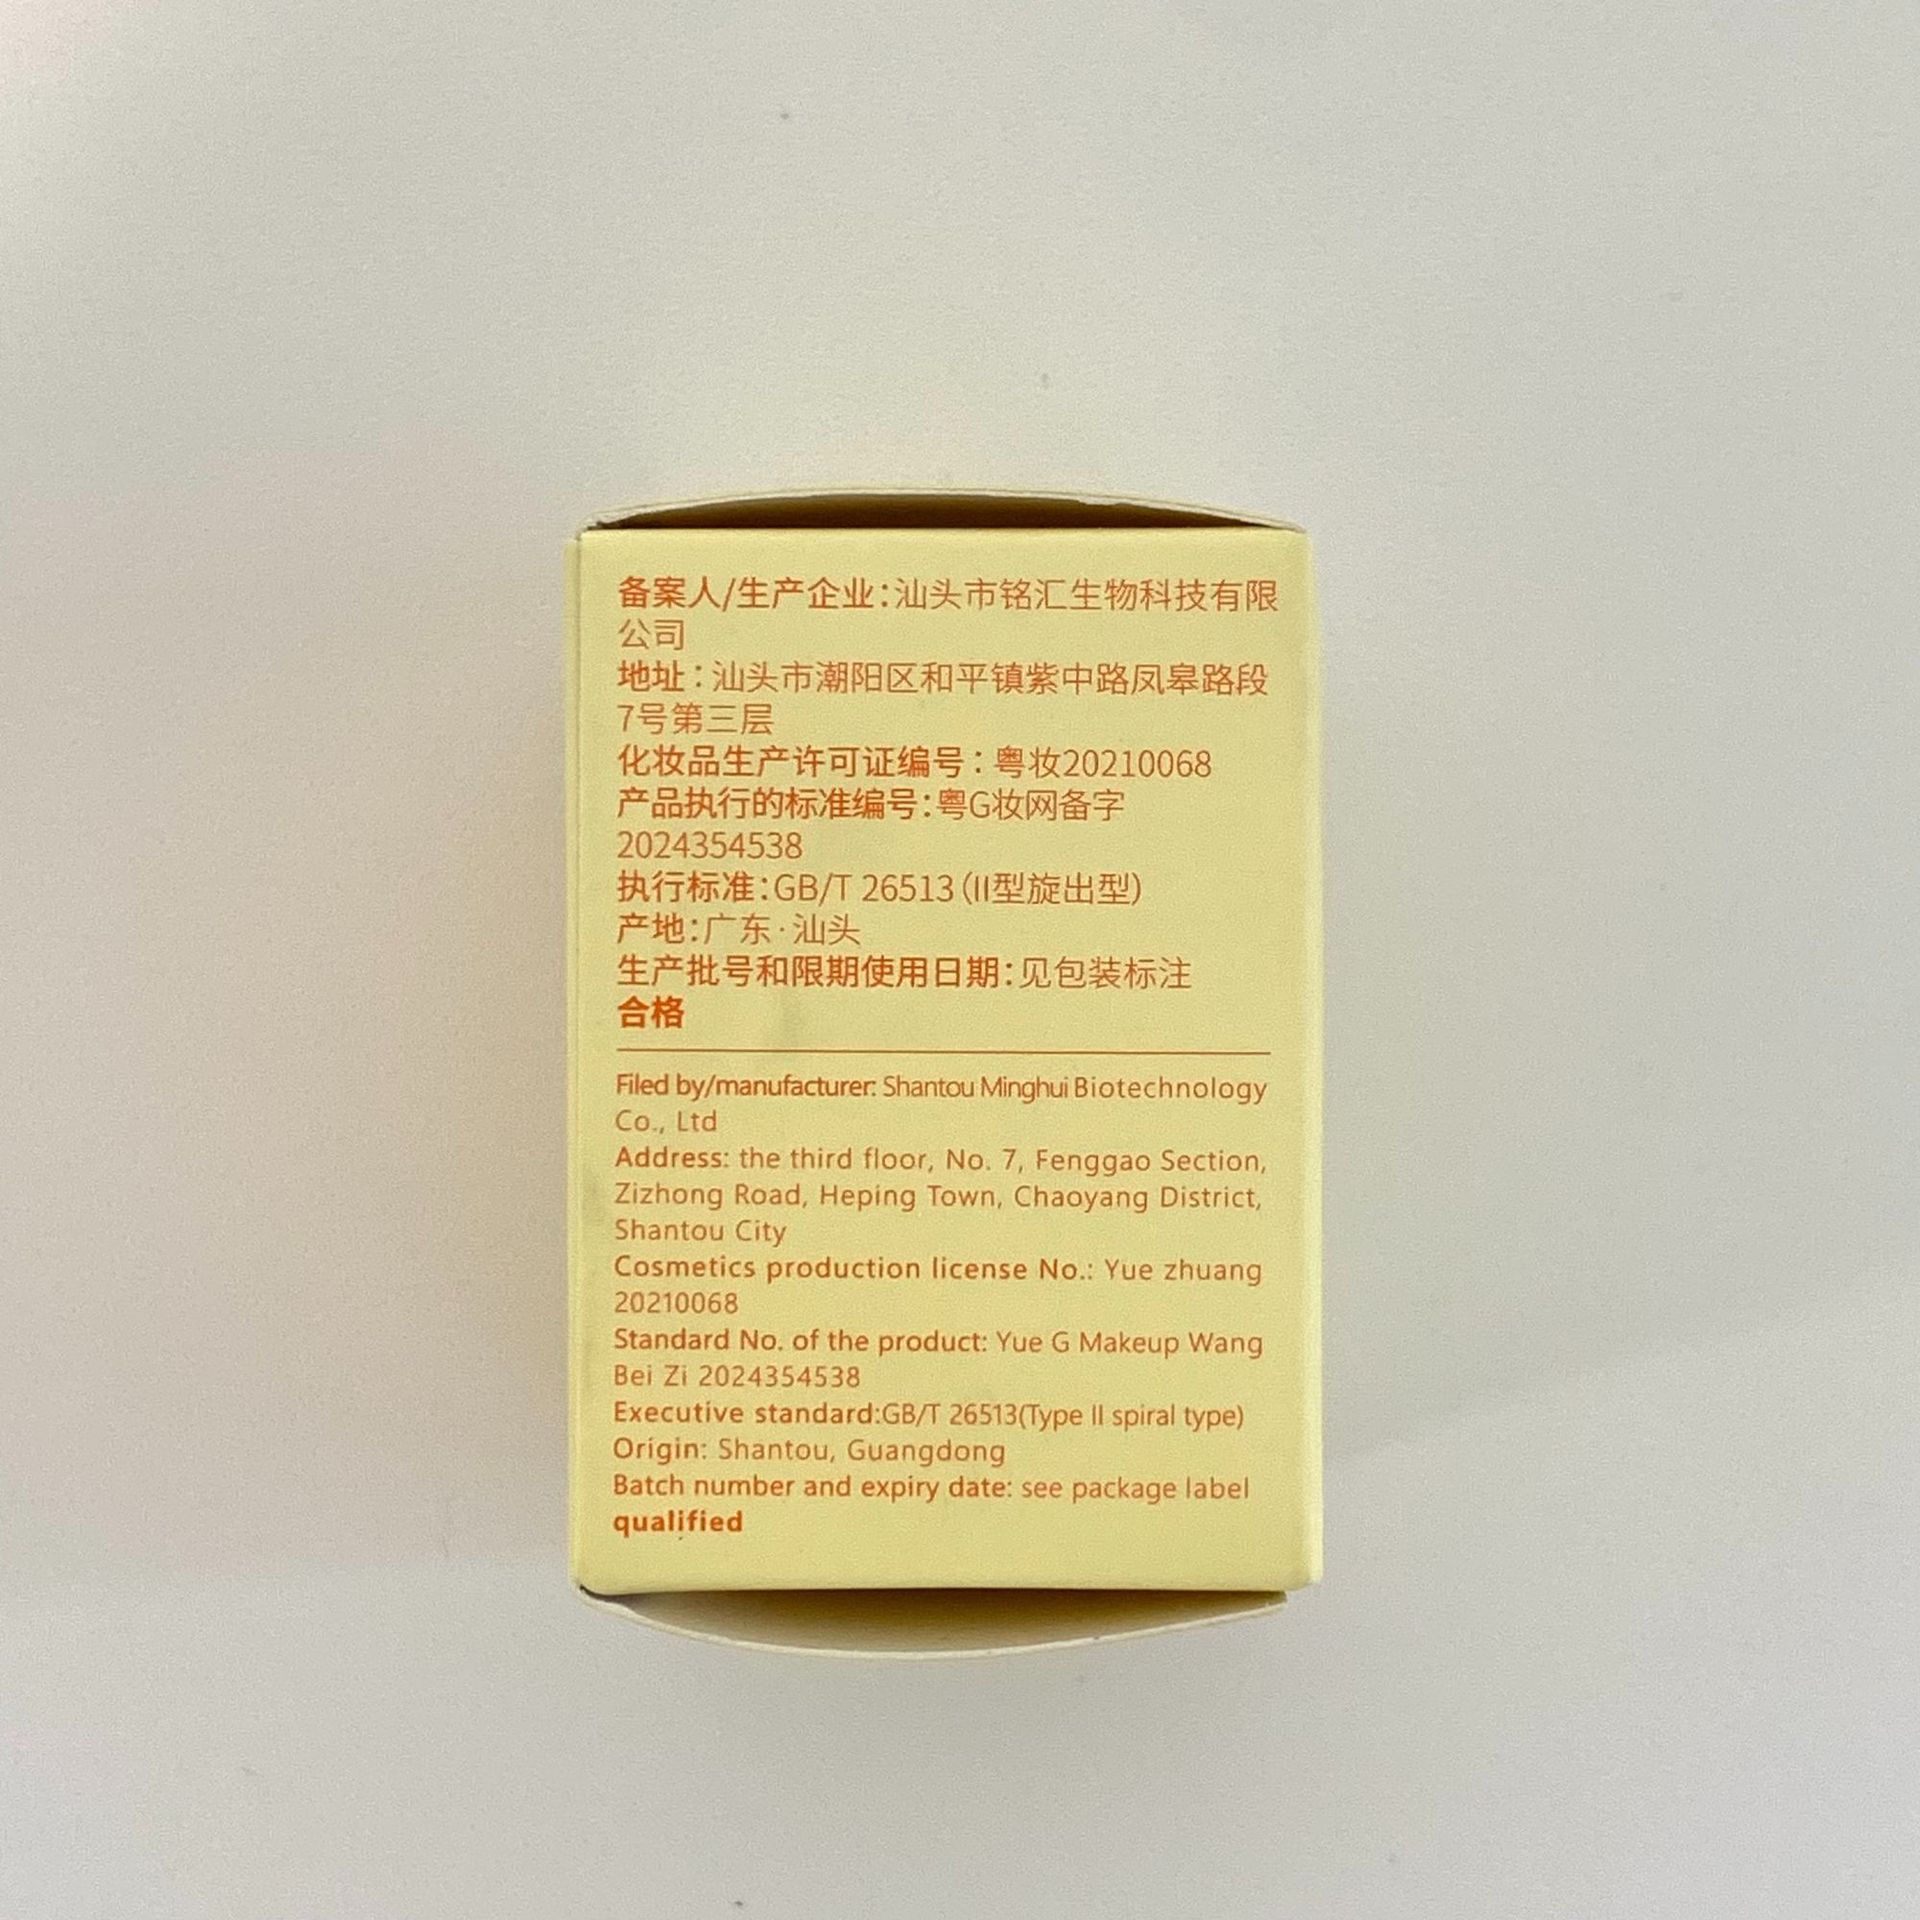 备案人/生产企业:汕头市铭汇生物科技有限
公司
地址:汕头市潮阳区和平镇紫中路凤皋路段
7号第三层
化妆品生产许可证编号:粤妆20210068
产品执行的标准编号:粤G妆网备字
2024354538
执行标准:GB/T 26513(II型旋出型)
产地:广东·汕头
生产批号和限期使用日期:见包装标注
合格
Filed by/manufacturer: Shantou Minghui Biotechnology
Co., Ltd
Address: the third floor, No. 7, Fenggao Section,
Zizhong Road, Heping Town, Chaoyang District,
Shantou City
Cosmetics production license No.: Yue zhuang
20210068
Standard No. of the product: Yue G Makeup Wang
Bei Zi 2024354538
Executive standard:GB/T 26513(Type II spiral type)
Origin: Shantou, Guangdong
Batch number and expiry date: see package label
qualified